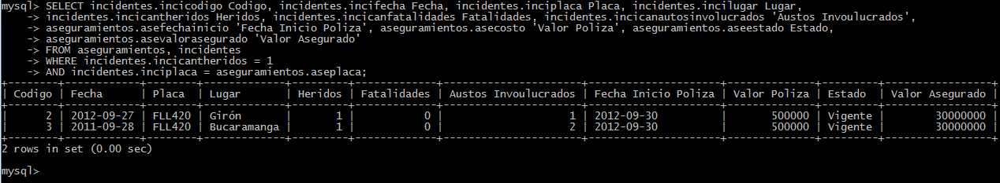 mysql> SELECT incidentes.incicodigo Codigo, incidentes.incifecha Fecha, incidentes.inciplaca Placa, incidentes.incilugar Lugar,
    -> incidentes.incicantheridos Heridos, incidentes.incicanfatalidades Fatalidades, incidentes.incicanautosinvolucrados 'Austos Invoulucrados',
    -> aseguramientos.asefechainicio 'Fecha Inicio Poliza', aseguramientos.asecosto 'Valor Poliza', aseguramientos.aseestado Estado,
    -> aseguramientos.asevalorasegurado 'Valor Asegurado'
    -> FROM aseguramientos, incidentes
    -> WHERE incidentes.incicantheridos = 1
    -> AND incidentes.inciplaca = aseguramientos.aseplaca;
+--------+------------+--------+-------------+---------+-------------+----------------------+---------------------+--------------+---------+-----------------+
| Codigo | Fecha      | Placa  | Lugar       | Heridos | Fatalidades | Austos Invoulucrados | Fecha Inicio Poliza | Valor Poliza | Estado  | Valor Asegurado |
+--------+------------+--------+-------------+---------+-------------+----------------------+---------------------+--------------+---------+-----------------+
|      2 | 2012-09-27 | FLL420 | Girón       |       1 |           0 |                    1 | 2012-09-30          |       500000 | Vigente |        30000000 |
|      3 | 2011-09-28 | FLL420 | Bucaramanga |       1 |           0 |                    2 | 2012-09-30          |       500000 | Vigente |        30000000 |
+--------+------------+--------+-------------+---------+-------------+----------------------+---------------------+--------------+---------+-----------------+
2 rows in set (0.00 sec)
mysql>